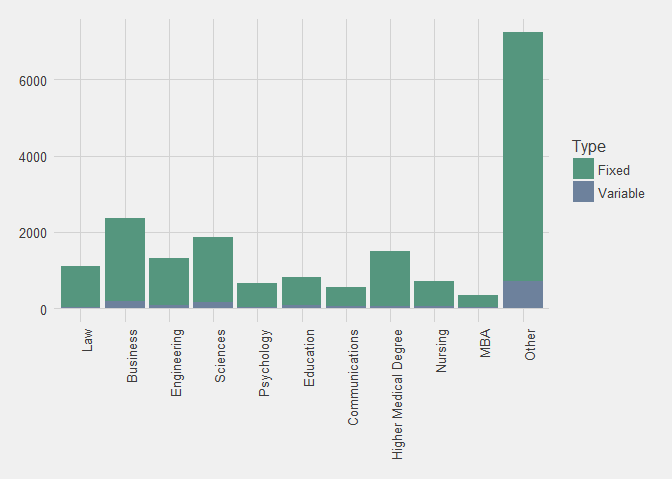 6000
4000
2000
0
Law
Business
Engineering
Sciences
Psychology
Education
Communications
Higher Medical Degree
Nursing
MBA
Other
Type
Fixed
Variable